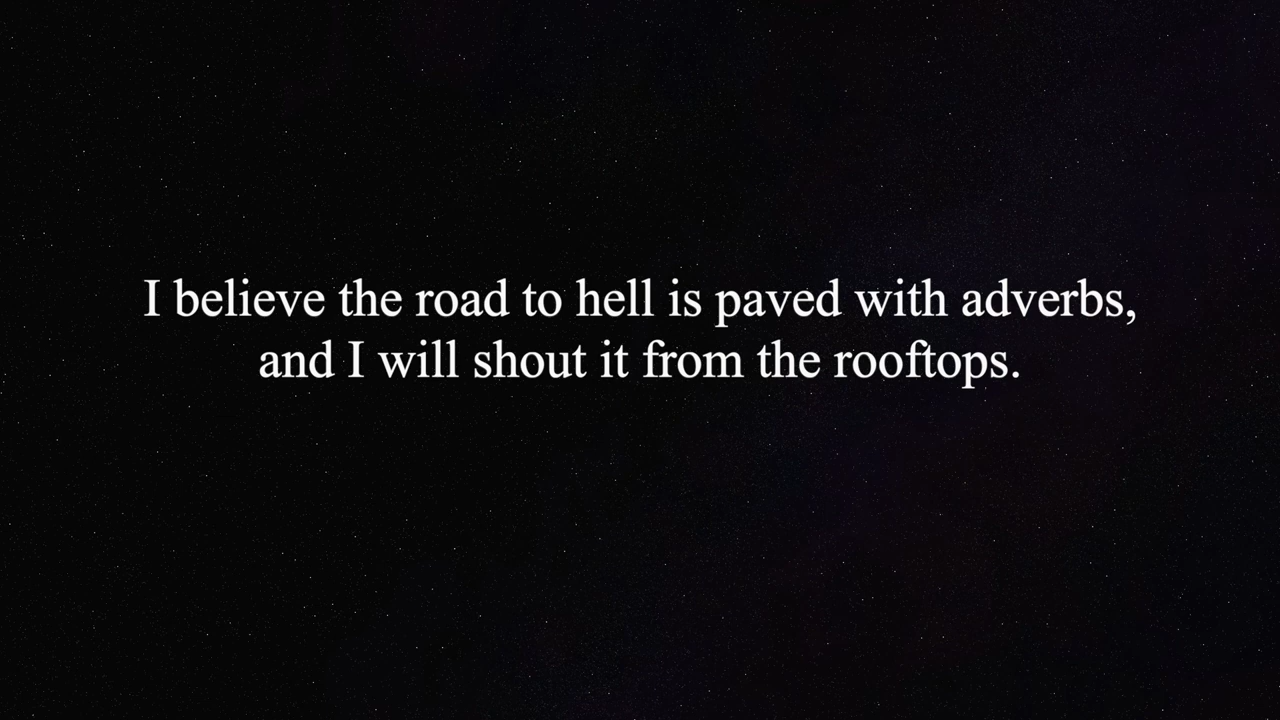 I believe the road to hell is paved with adverbs,
and I will shout it from the rooftops.